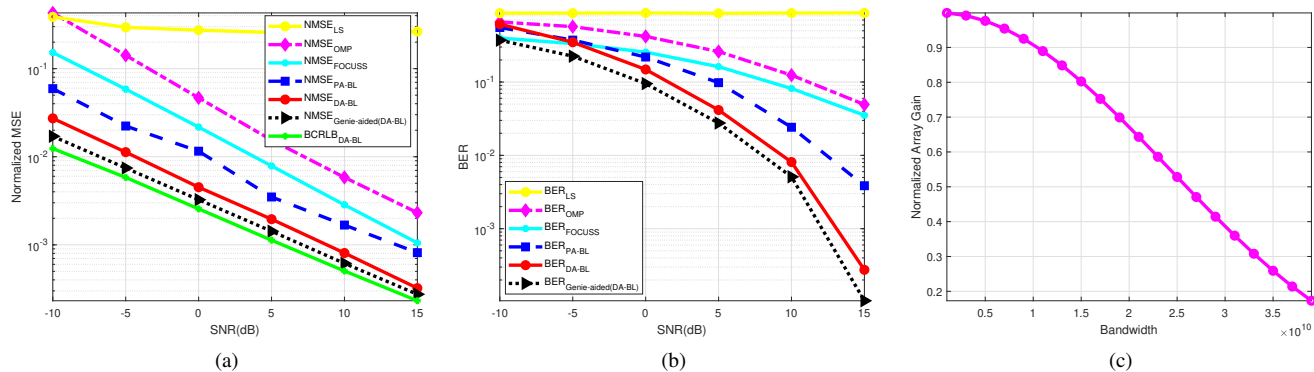 Normalized MSE
10^-1
10^-2
10^-3
-10 -5 0 5 10 15
SNR(dB)
NMSE_LS
NMSE_OMP
NMSE_FOCUSS
NMSE_PA-BL
NMSE_DA-BL
NMSE_Genie-aided(DA-BL)
BCRLB_DA-BL
(a)
BER
10^-1
10^-2
10^-3
BER_LS
BER_OMP
BER_FOCUSS
BER_PA-BL
BER_DA-BL
BER_Genie-aided(DA-BL)
-10 -5 0 5 10 15
SNR(dB)
(b)
Normalized Array Gain
0.9
0.8
0.7
0.6
0.5
0.4
0.3
0.2
0.5 1 1.5 2 2.5 3 3.5
Bandwidth
×10^10
(c)